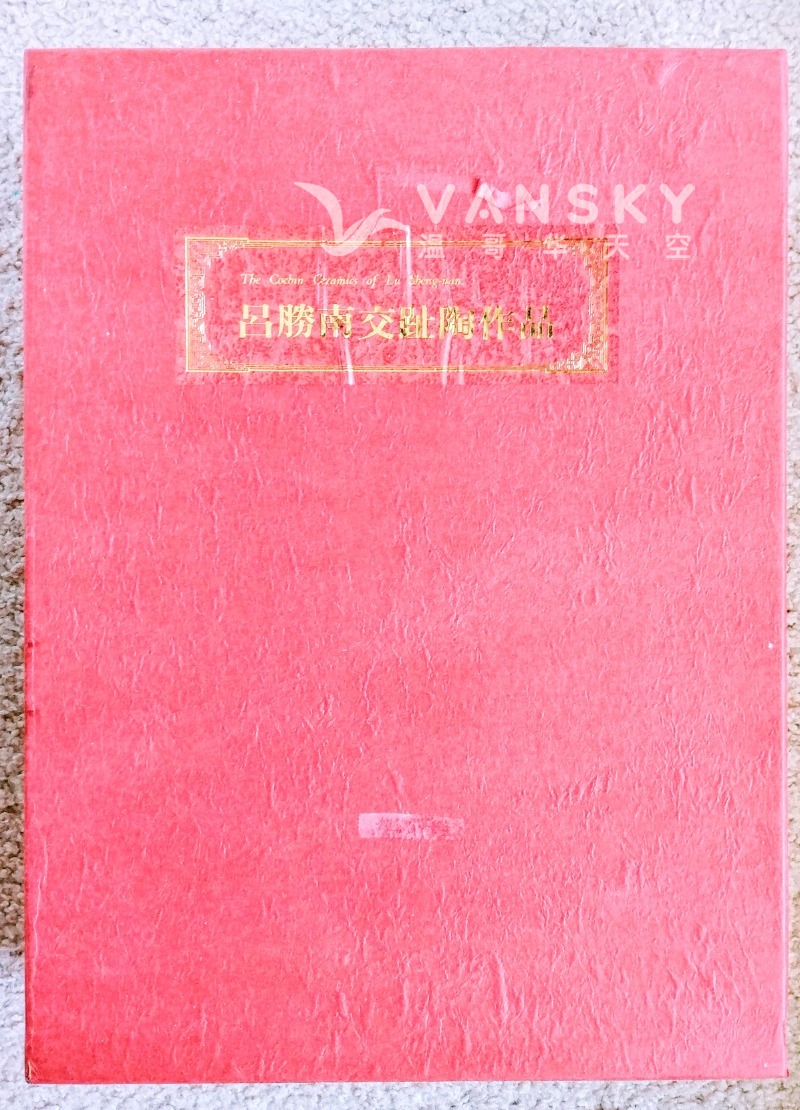 VANSKY
温哥华天空
The Cochin Ceramics of Lu Sheng-nan
呂勝南交趾陶作品